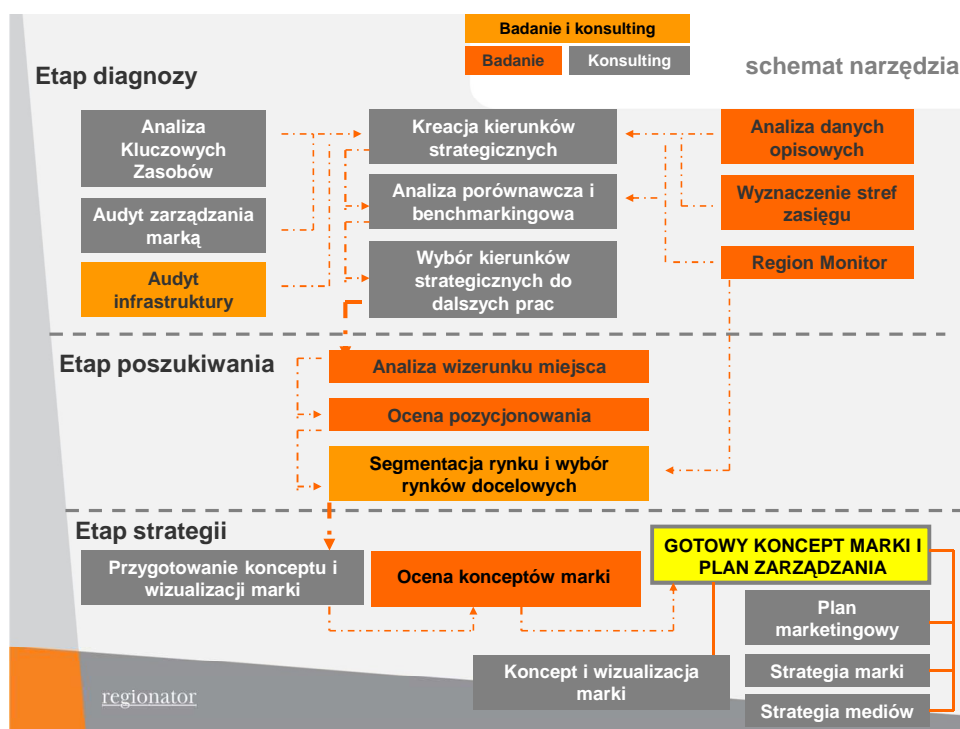 Badanie i konsulting
Badanie
Konsulting
schemat narzędzia
Etap diagnozy
Analiza
Kluczowych
Zasobów
Kreacja kierunków
strategicznych
Analiza danych
opisowych
Audyt zarządzania
marką
Analiza porównawcza i
benchmarkingowa
Wyznaczenie stref
zasięgu
Audyt
infrastruktury
Wybór kierunków
strategicznych do
dalszych prac
Region Monitor
Etap poszukiwania
Analiza wizerunku miejsca
Ocena pozycjonowania
Segmentacja rynku i wybór
rynków docelowych
Etap strategii
Przygotowanie konceptu i
wizualizacji marki
Ocena konceptów marki
GOTOWY KONCEPT MARKI I
PLAN ZARZĄDZANIA
Plan
marketingowy
Koncept i wizualizacja
marki
Strategia marki
Strategia mediów
regionator